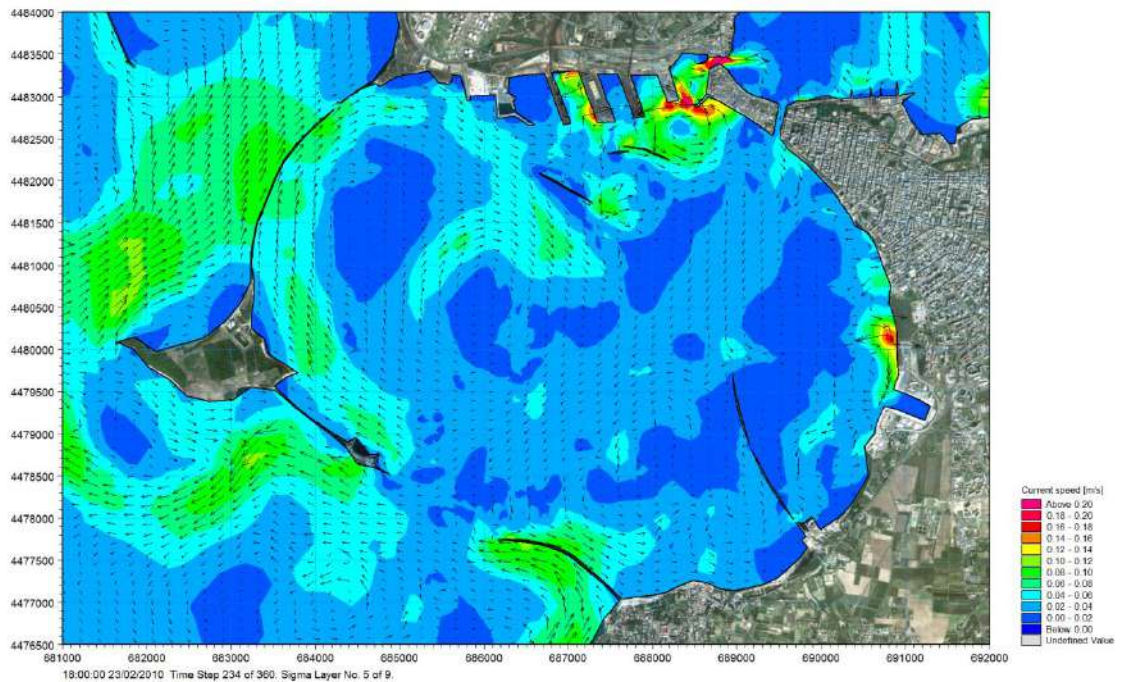 4484000
4483500
4483000
4482500
4482000
4481500
4481000
4480500
4480000
4479500
4479000
4478500
4478000
4477500
4477000
4476500
681000 682000 683000 684000 685000 686000 687000 688000 689000 690000 691000 692000
18:00:00 23/02/2010 Time Step 234 of 360. Sigma Layer No. 5 of 9.
Current speed [m/s]
Above 0.20
0.18 - 0.20
0.16 - 0.18
0.14 - 0.16
0.12 - 0.14
0.10 - 0.12
0.08 - 0.10
0.06 - 0.08
0.04 - 0.06
0.02 - 0.04
0.00 - 0.02
Below 0.00
Undefined Value